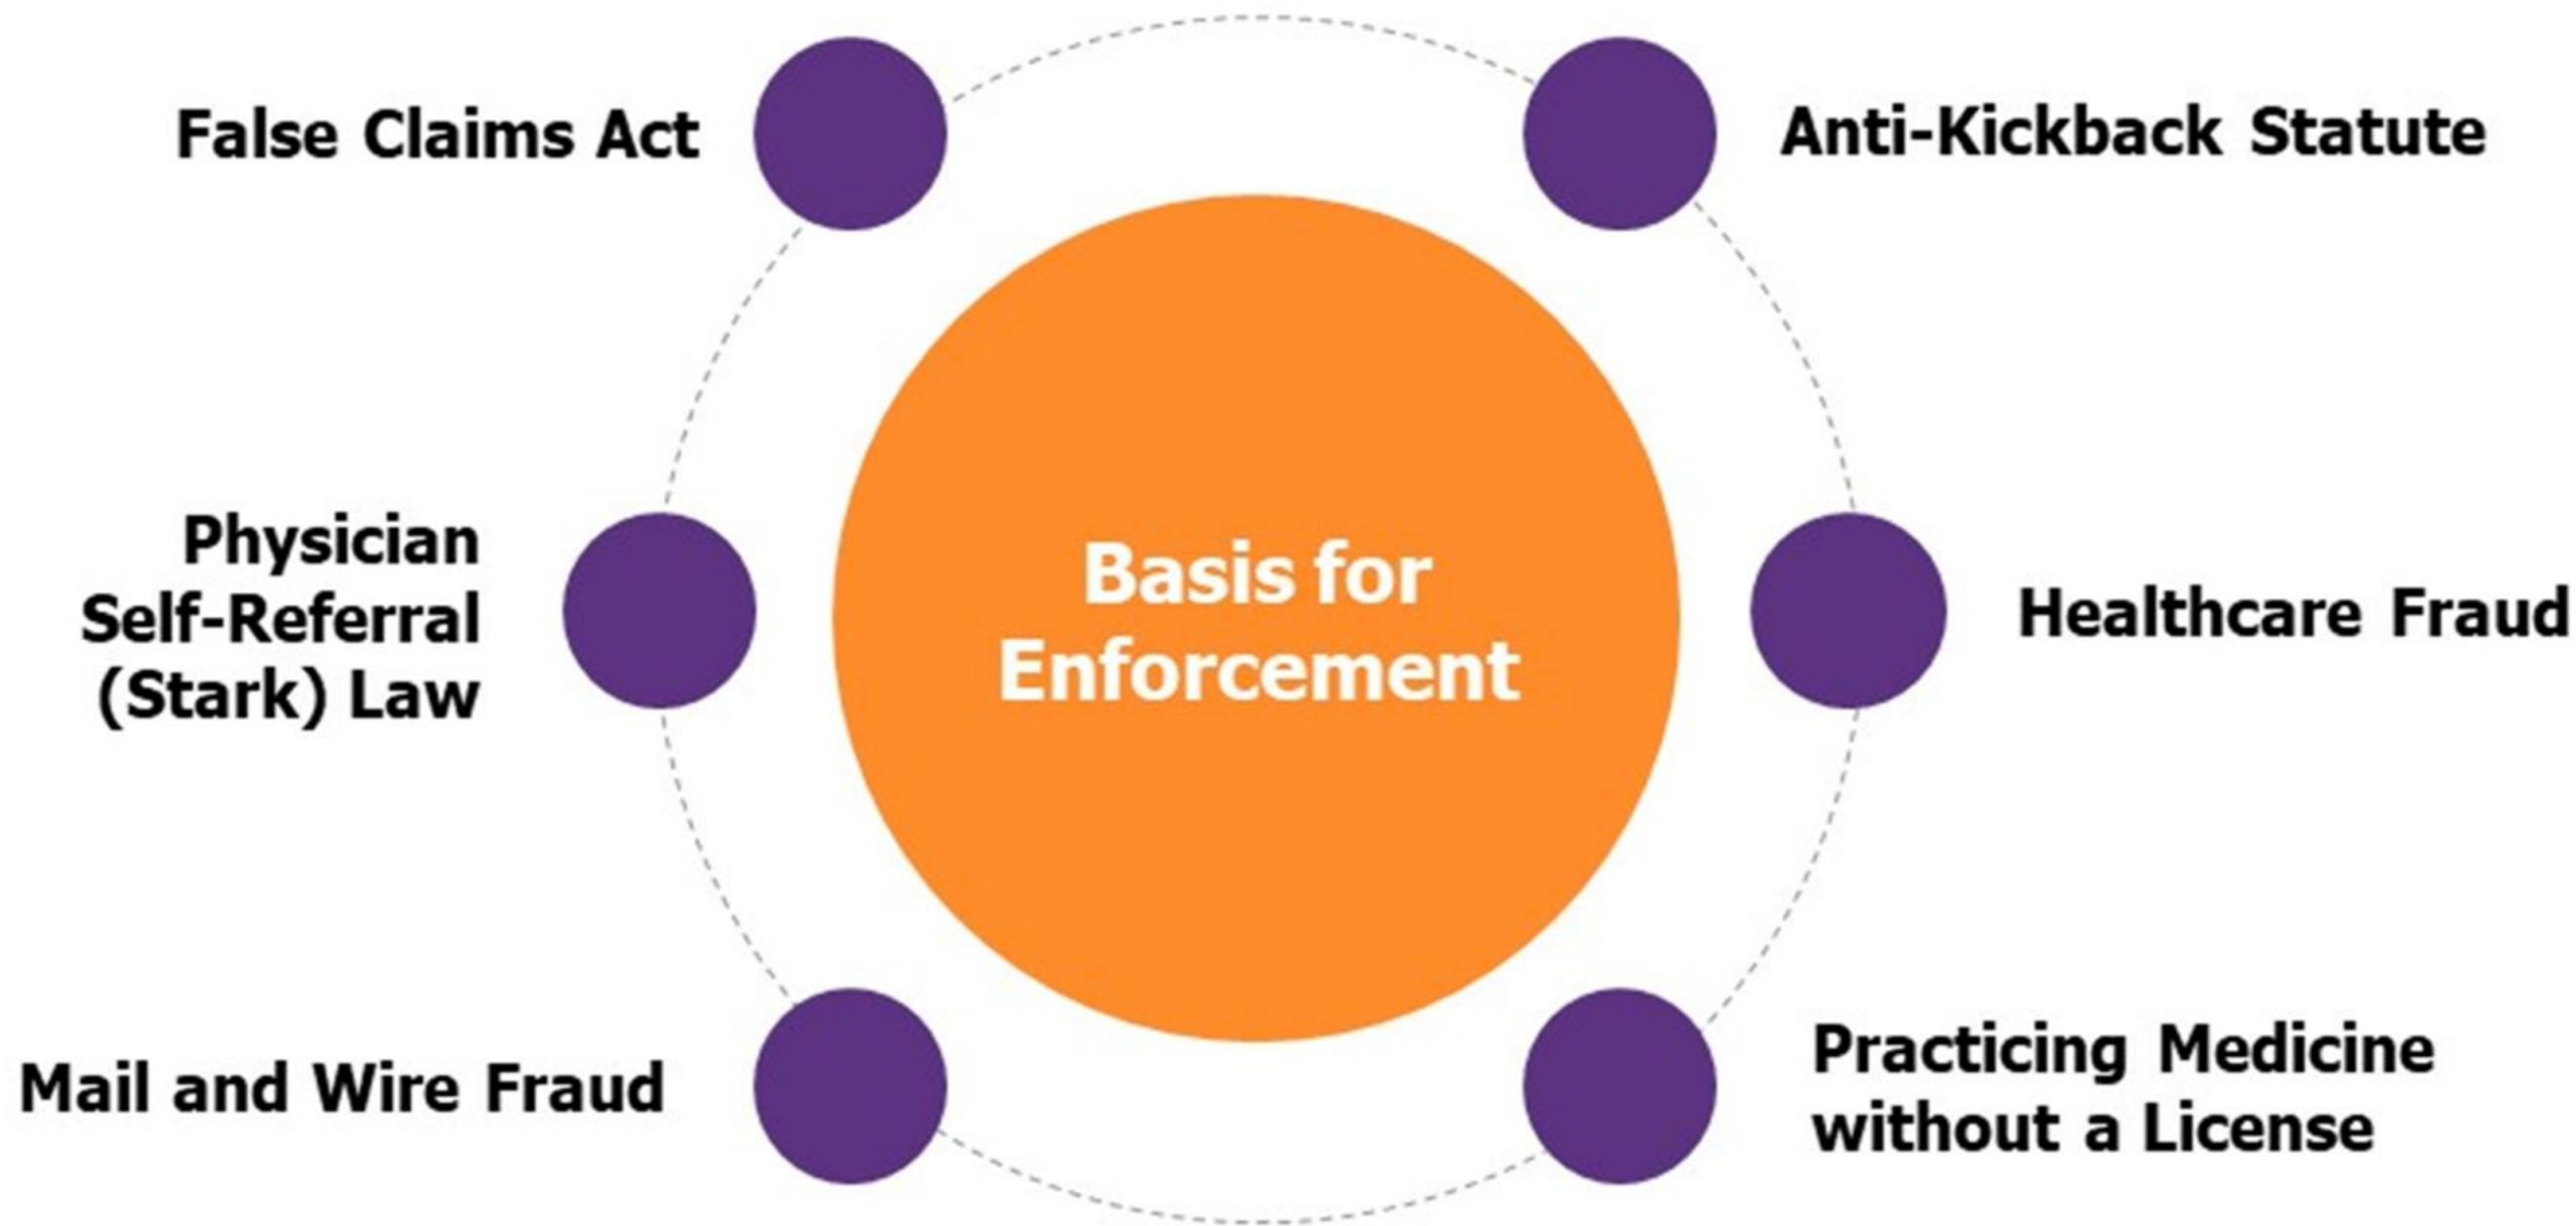 False Claims Act
Anti-Kickback Statute
Physician
Self-Referral
(Stark) Law
Basis for
Enforcement
Healthcare Fraud
Mail and Wire Fraud
Practicing Medicine
without a License